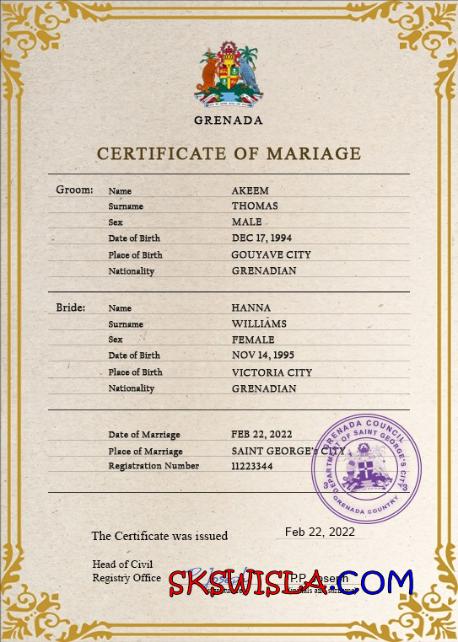 GRENADA
CERTIFICATE OF MARIAGE
Groom: Name AKEEM
Surname THOMAS
Sex MALE
Date of Birth DEC 17, 1994
Place of Birth GOUYAVE CITY
Nationality GRENADIAN
Bride: Name HANNA
Surname WILLIAMS
Sex FEMALE
Date of Birth NOV 14, 1995
Place of Birth VICTORIA CITY
Nationality GRENADIAN
Date of Marriage FEB 22, 2022
Place of Marriage SAINT GEORGE's CITY
Registration Number 11223344
GRENADA COUNCIL
DEPARTMENT OF SAINT GEORGE'S CITY
GRENADA COUNTRY
The Certificate was issued Feb 22, 2022
Head of Civil
Registry Office P.P. Joseph
SKSWISLA.COM